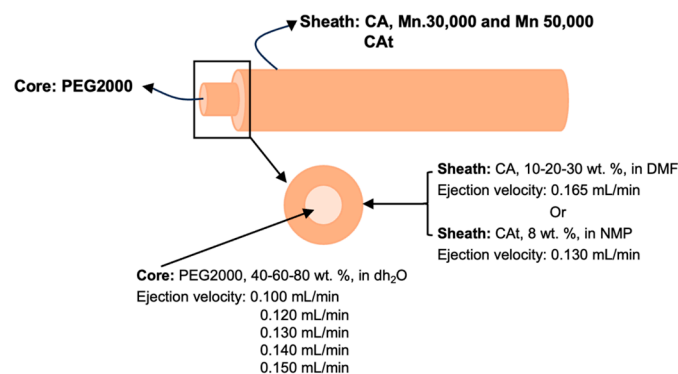 Sheath: CA, Mn.30,000 and Mn 50,000
CAt
Core: PEG2000
Sheath: CA, 10-20-30 wt. %, in DMF
Ejection velocity: 0.165 mL/min
Or
Sheath: CAt, 8 wt. %, in NMP
Ejection velocity: 0.130 mL/min
Core: PEG2000, 40-60-80 wt. %, in dh₂O
Ejection velocity: 0.100 mL/min
0.120 mL/min
0.130 mL/min
0.140 mL/min
0.150 mL/min